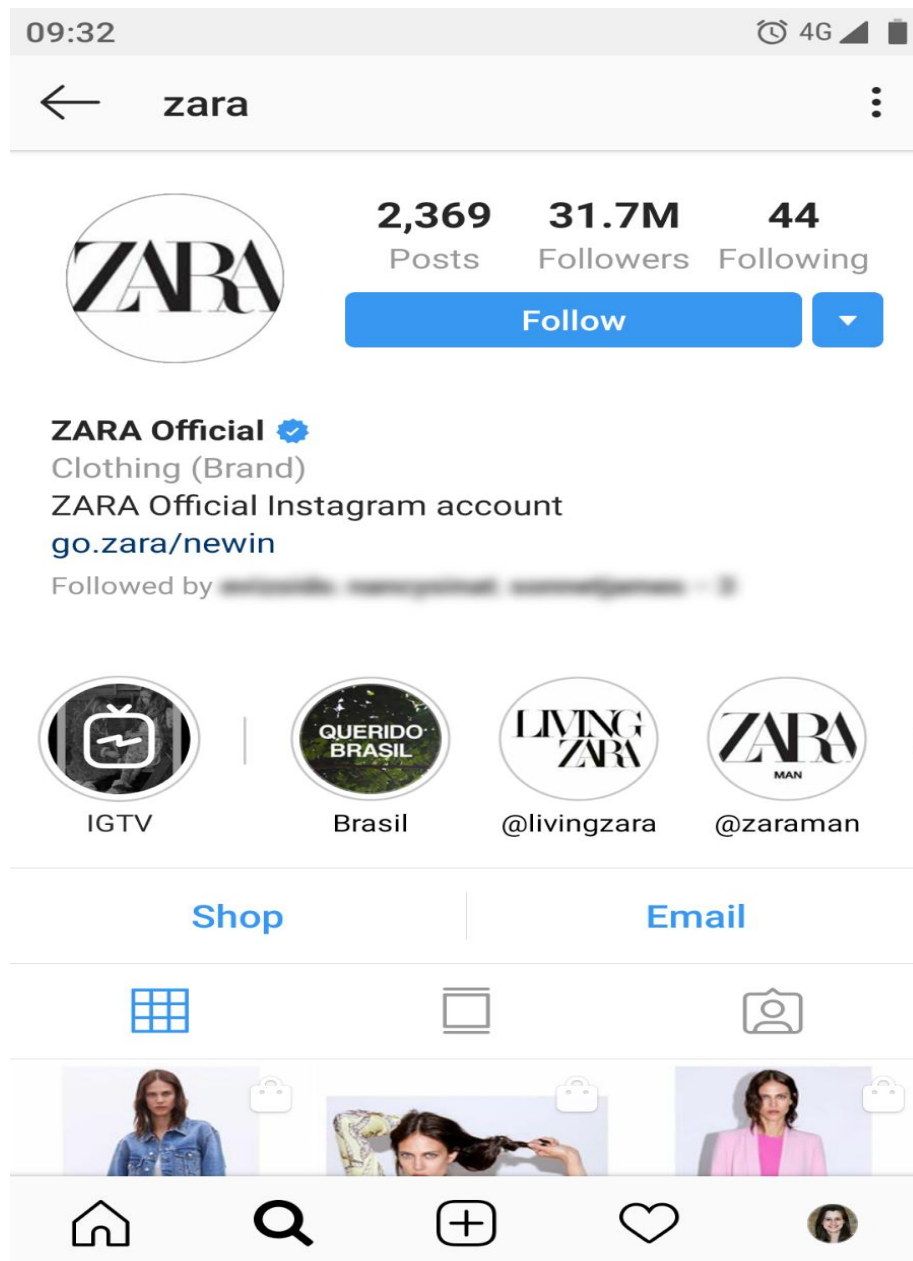 09:32 4G
zara
ZARA
2,369 31.7M 44
Posts Followers Following
Follow
ZARA Official
Clothing (Brand)
ZARA Official Instagram account
go.zara/newin
Followed by
QUERIDO
BRASIL
LIVING
ZARA
ZARA
MAN
IGTV Brasil @livingzara @zaraman
Shop Email